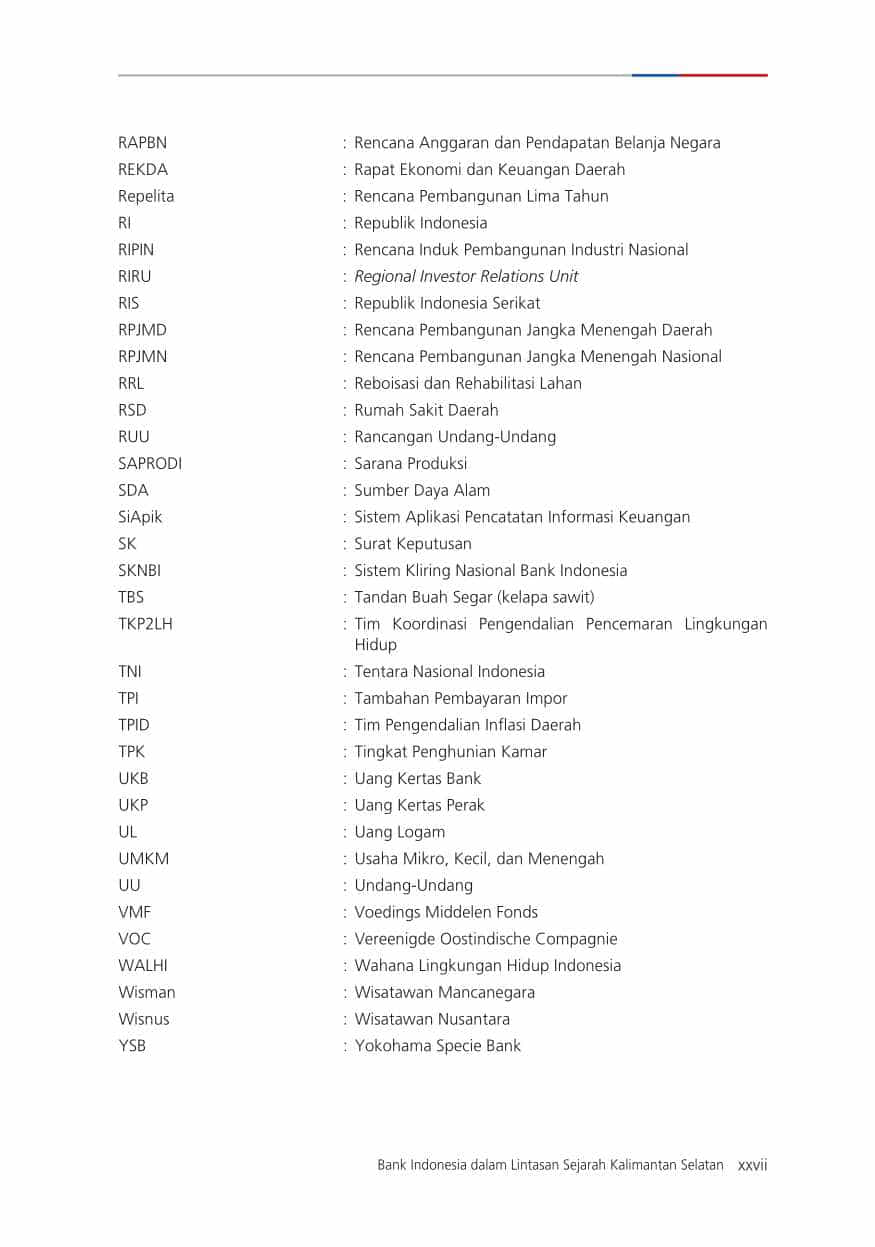 RAPBN : Rencana Anggaran dan Pendapatan Belanja Negara
REKDA : Rapat Ekonomi dan Keuangan Daerah
Repelita : Rencana Pembangunan Lima Tahun
RI : Republik Indonesia
RIPIN : Rencana Induk Pembangunan Industri Nasional
RIRU : Regional Investor Relations Unit
RIS : Republik Indonesia Serikat
RPJMD : Rencana Pembangunan Jangka Menengah Daerah
RPJMN : Rencana Pembangunan Jangka Menengah Nasional
RRL : Reboisasi dan Rehabilitasi Lahan
RSD : Rumah Sakit Daerah
RUU : Rancangan Undang-Undang
SAPRODI : Sarana Produksi
SDA : Sumber Daya Alam
SiApik : Sistem Aplikasi Pencatatan Informasi Keuangan
SK : Surat Keputusan
SKNBI : Sistem Kliring Nasional Bank Indonesia
TBS : Tandan Buah Segar (kelapa sawit)
TKP2LH : Tim Koordinasi Pengendalian Pencemaran Lingkungan
Hidup
TNI : Tentara Nasional Indonesia
TPI : Tambahan Pembayaran Impor
TPID : Tim Pengendalian Inflasi Daerah
TPK : Tingkat Penghunian Kamar
UKB : Uang Kertas Bank
UKP : Uang Kertas Perak
UL : Uang Logam
UMKM : Usaha Mikro, Kecil, dan Menengah
UU : Undang-Undang
VMF : Voedings Middelen Fonds
VOC : Vereenigde Oostindische Compagnie
WALHI : Wahana Lingkungan Hidup Indonesia
Wisman : Wisatawan Mancanegara
Wisnus : Wisatawan Nusantara
YSB : Yokohama Specie Bank
Bank Indonesia dalam Lintasan Sejarah Kalimantan Selatan xxvii